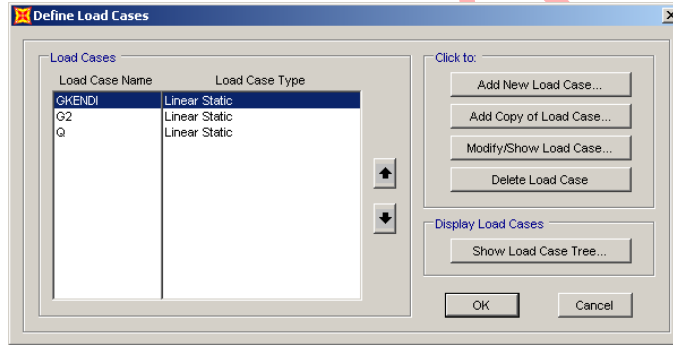 Define Load Cases
Load Cases
Load Case Name Load Case Type
GKENDI Linear Static
G2 Linear Static
Q Linear Static
Click to:
Add New Load Case...
Add Copy of Load Case...
Modify/Show Load Case...
Delete Load Case
Display Load Cases
Show Load Case Tree...
OK Cancel